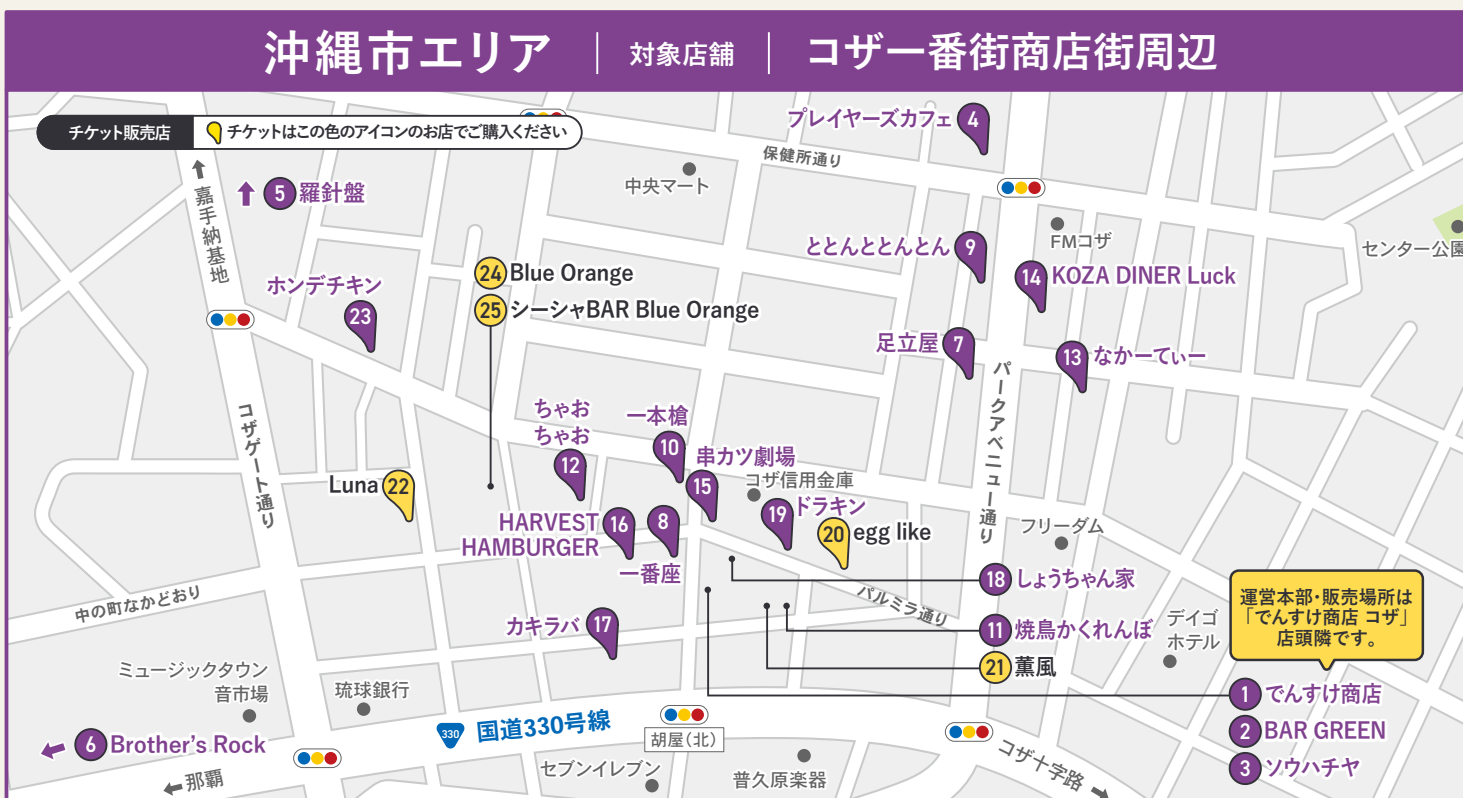 沖縄市エリア 対象店舗 コザ一番街商店街周辺
チケット販売店 チケットはこの色のアイコンのお店でご購入ください
プレイヤーズカフェ 4
保健所通り
中央マート
嘉手納基地
5 羅針盤
FMコザ
センター公園
ととんととんとん 9
14 KOZA DINER Luck
24 Blue Orange
25 シーシャBAR Blue Orange
ホンデチキン
23
足立屋 7
13 なかーてぃー
パークアベニュー通り
コザゲート通り
ちゃお
ちゃお
12
一本槍
10
串カツ劇場
15
コザ信用金庫
Luna 22
19 ドラキン
20 egg like
フリーダム
HARVEST
HAMBURGER
16
8
一番座
18 しょうちゃん家
パルミラ通り
中の町なかどおり
カキラバ 17
11 焼鳥かくれんぼ
21 薫風
デイゴ
ホテル
運営本部・販売場所は
「でんすけ商店 コザ」
店頭隣です。
1 でんすけ商店
2 BAR GREEN
3 ソウハチヤ
ミュージックタウン
音市場
琉球銀行
330 国道330号線
胡屋（北）
6 Brother's Rock
那覇
セブンイレブン
普久原楽器
コザ十字路